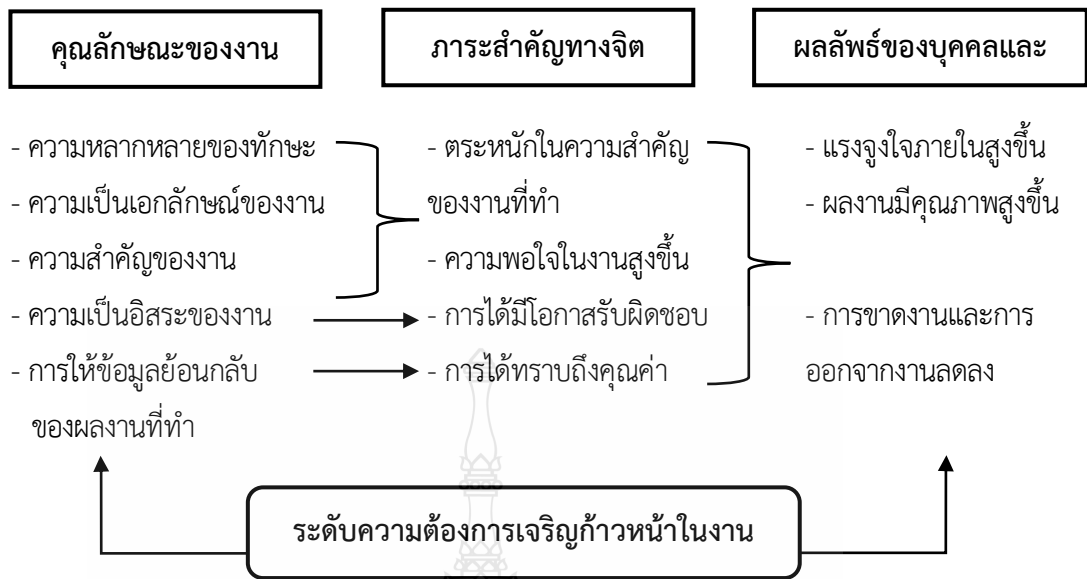 คุณลักษณะของงาน
- ความหลากหลายของทักษะ
- ความเป็นเอกลักษณ์ของงาน
- ความสำคัญของงาน
- ความเป็นอิสระของงาน
- การให้ข้อมูลย้อนกลับ
ของผลงานที่ทำ
ภาระสำคัญทางจิต
- ตระหนักในความสำคัญ
ของงานที่ทำ
- ความพอใจในงานสูงขึ้น
- การได้มีโอกาสรับผิดชอบ
- การได้ทราบถึงคุณค่า
ผลลัพธ์ของบุคคลและ
- แรงจูงใจภายในสูงขึ้น
- ผลงานมีคุณภาพสูงขึ้น
- การขาดงานและการ
ออกจากงานลดลง
ระดับความต้องการเจริญก้าวหน้าในงาน